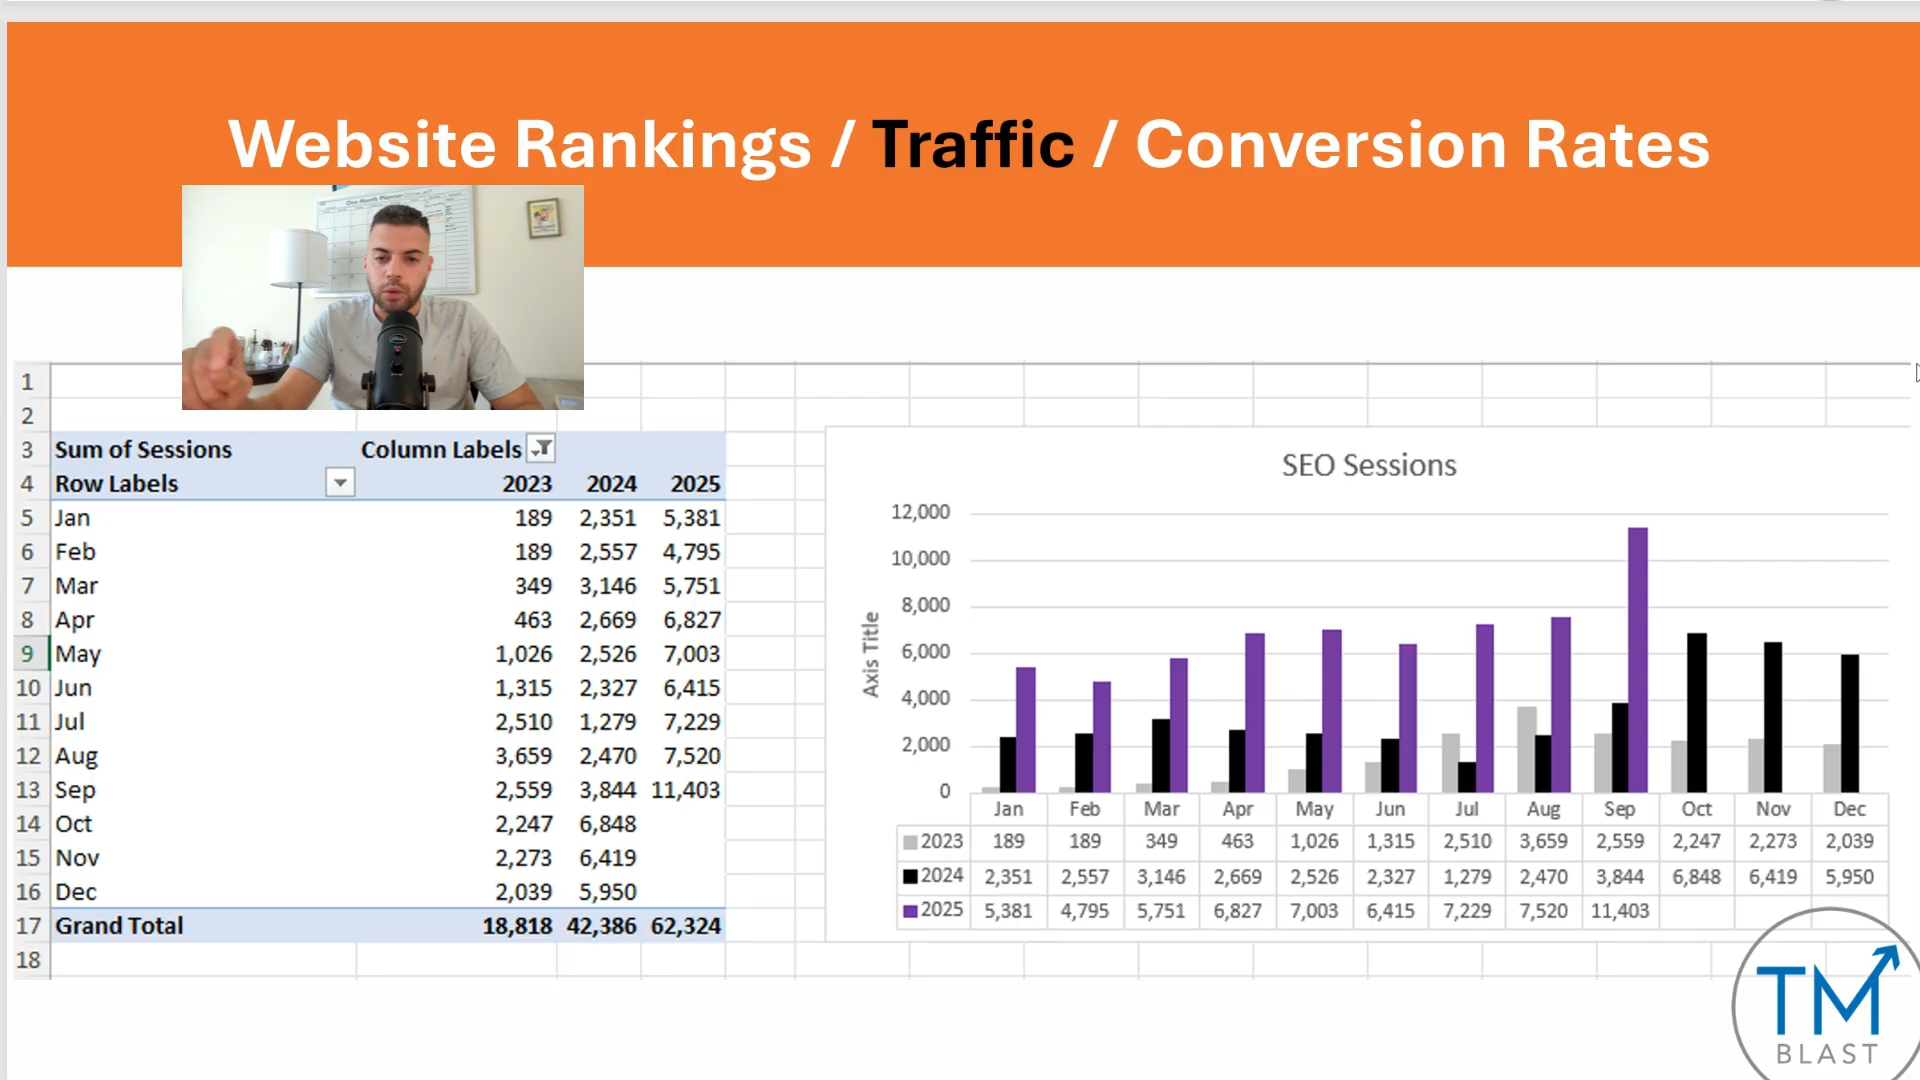 Website Rankings / Traffic / Conversion Rates
One Month Planner
1
2
3 Sum of Sessions Column Labels
4 Row Labels 2023 2024 2025
5 Jan 189 2,351 5,381
6 Feb 189 2,557 4,795
7 Mar 349 3,146 5,751
8 Apr 463 2,669 6,827
9 May 1,026 2,526 7,003
10 Jun 1,315 2,327 6,415
11 Jul 2,510 1,279 7,229
12 Aug 3,659 2,470 7,520
13 Sep 2,559 3,844 11,403
14 Oct 2,247 6,848
15 Nov 2,273 6,419
16 Dec 2,039 5,950
17 Grand Total 18,818 42,386 62,324
18
SEO Sessions
Axis Title
12,000
10,000
8,000
6,000
4,000
2,000
0
Jan Feb Mar Apr May Jun Jul Aug Sep Oct Nov Dec
2023 189 189 349 463 1,026 1,315 2,510 3,659 2,559 2,247 2,273 2,039
2024 2,351 2,557 3,146 2,669 2,526 2,327 1,279 2,470 3,844 6,848 6,419 5,950
2025 5,381 4,795 5,751 6,827 7,003 6,415 7,229 7,520 11,403
TM
BLAST